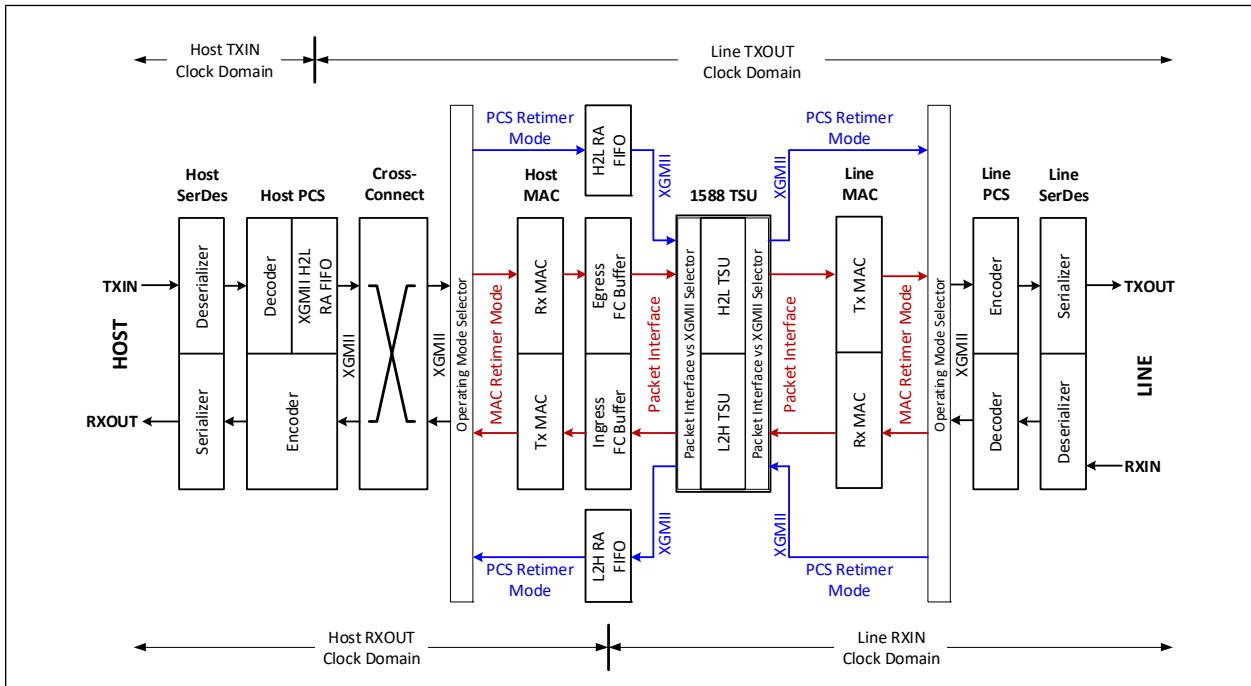 Host TXIN
Clock Domain
Line TXOUT
Clock Domain
PCS Retimer
Mode
H2L RA
FIFO
XGMII
XGMII
PCS Retimer
Mode
Host
SerDes
Host PCS
Cross-
Connect
Host
MAC
1588 TSU
Line
MAC
Line
PCS
Line
SerDes
TXIN
Deserializer
Decoder
XGMII H2L
RA FIFO
XGMII
XGMII
Operating Mode Selector
MAC Retimer Mode
Rx MAC
Egress
FC Buffer
Packet Interface
Packet Interface vs XGMII Selector
H2L TSU
Packet Interface vs XGMII Selector
Packet Interface
Tx MAC
MAC Retimer Mode
Operating Mode Selector
XGMII
Encoder
Serializer
TXOUT
HOST
LINE
RXOUT
Serializer
Encoder
Tx MAC
Ingress
FC Buffer
L2H TSU
Rx MAC
Decoder
Deserializer
RXIN
PCS Retimer
Mode
L2H RA
FIFO
XGMII
XGMII
PCS Retimer
Mode
Host RXOUT
Clock Domain
Line RXIN
Clock Domain